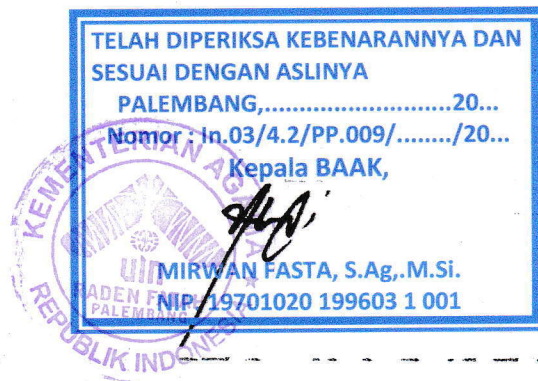 TELAH DIPERIKSA KEBENARANNYA DAN
SESUAI DENGAN ASLINYA
PALEMBANG,............................20...
Nomor : In.03/4.2/PP.009/......../20...
Kepala BAAK,
MIRWAN FASTA, S.Ag,.M.Si.
NIP. 19701020 199603 1 001
KEMENTERIAN AGAMA
uin
RADEN
PALEMBANG
REPUBLIK INDONESIA